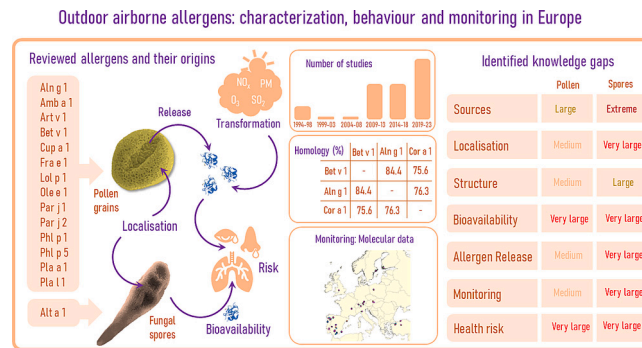 Outdoor airborne allergens: characterization, behaviour and monitoring in Europe
Reviewed allergens and their origins
Aln g 1
Amb a 1
Art v 1
Bet v 1
Cup a 1
Fra e 1
Lol p 1
Ole e 1
Par j 1
Par j 2
Phl p 1
Phl p 5
Pla a 1
Pla l 1
Alt a 1
Pollen
grains
Release
NOx PM
O3 SO2
Transformation
Localisation
Fungal
spores
Risk
Bioavailability
Number of studies
1994-98 1999-03 2004-08 2009-13 2014-18 2019-23
Homology (%) Bet v 1 Aln g 1 Cor a 1
Bet v 1 - 84.4 75.6
Aln g 1 84.4 - 76.3
Cor a 1 75.6 76.3 -
Monitoring: Molecular data
Identified knowledge gaps
Pollen Spores
Sources Large Extreme
Localisation Medium Very large
Structure Medium Large
Bioavailability Very large Very large
Allergen Release Medium Very large
Monitoring Medium Very large
Health risk Very large Very large